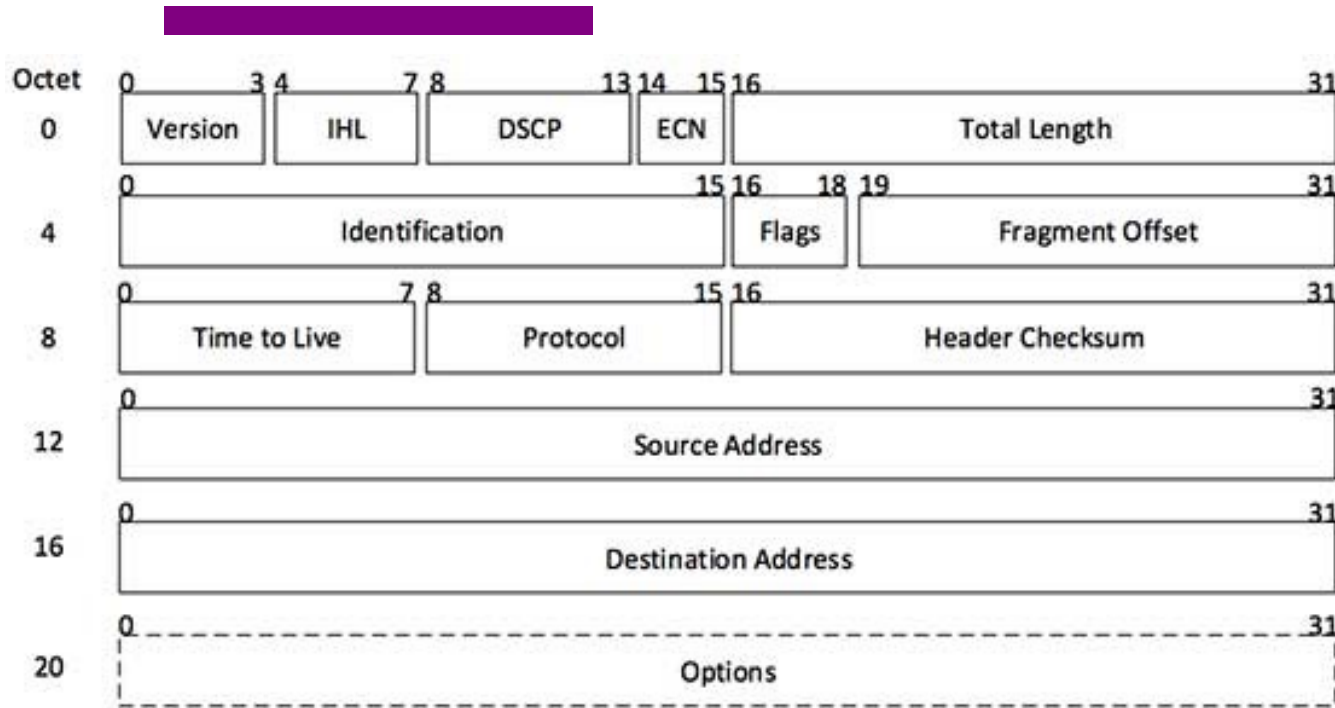 Octet 0 3 4 7 8 13 14 15 16 31
0 Version IHL DSCP ECN Total Length
0 15 16 18 19 31
4 Identification Flags Fragment Offset
0 7 8 15 16 31
8 Time to Live Protocol Header Checksum
0 31
12 Source Address
0 31
16 Destination Address
0 31
20 Options